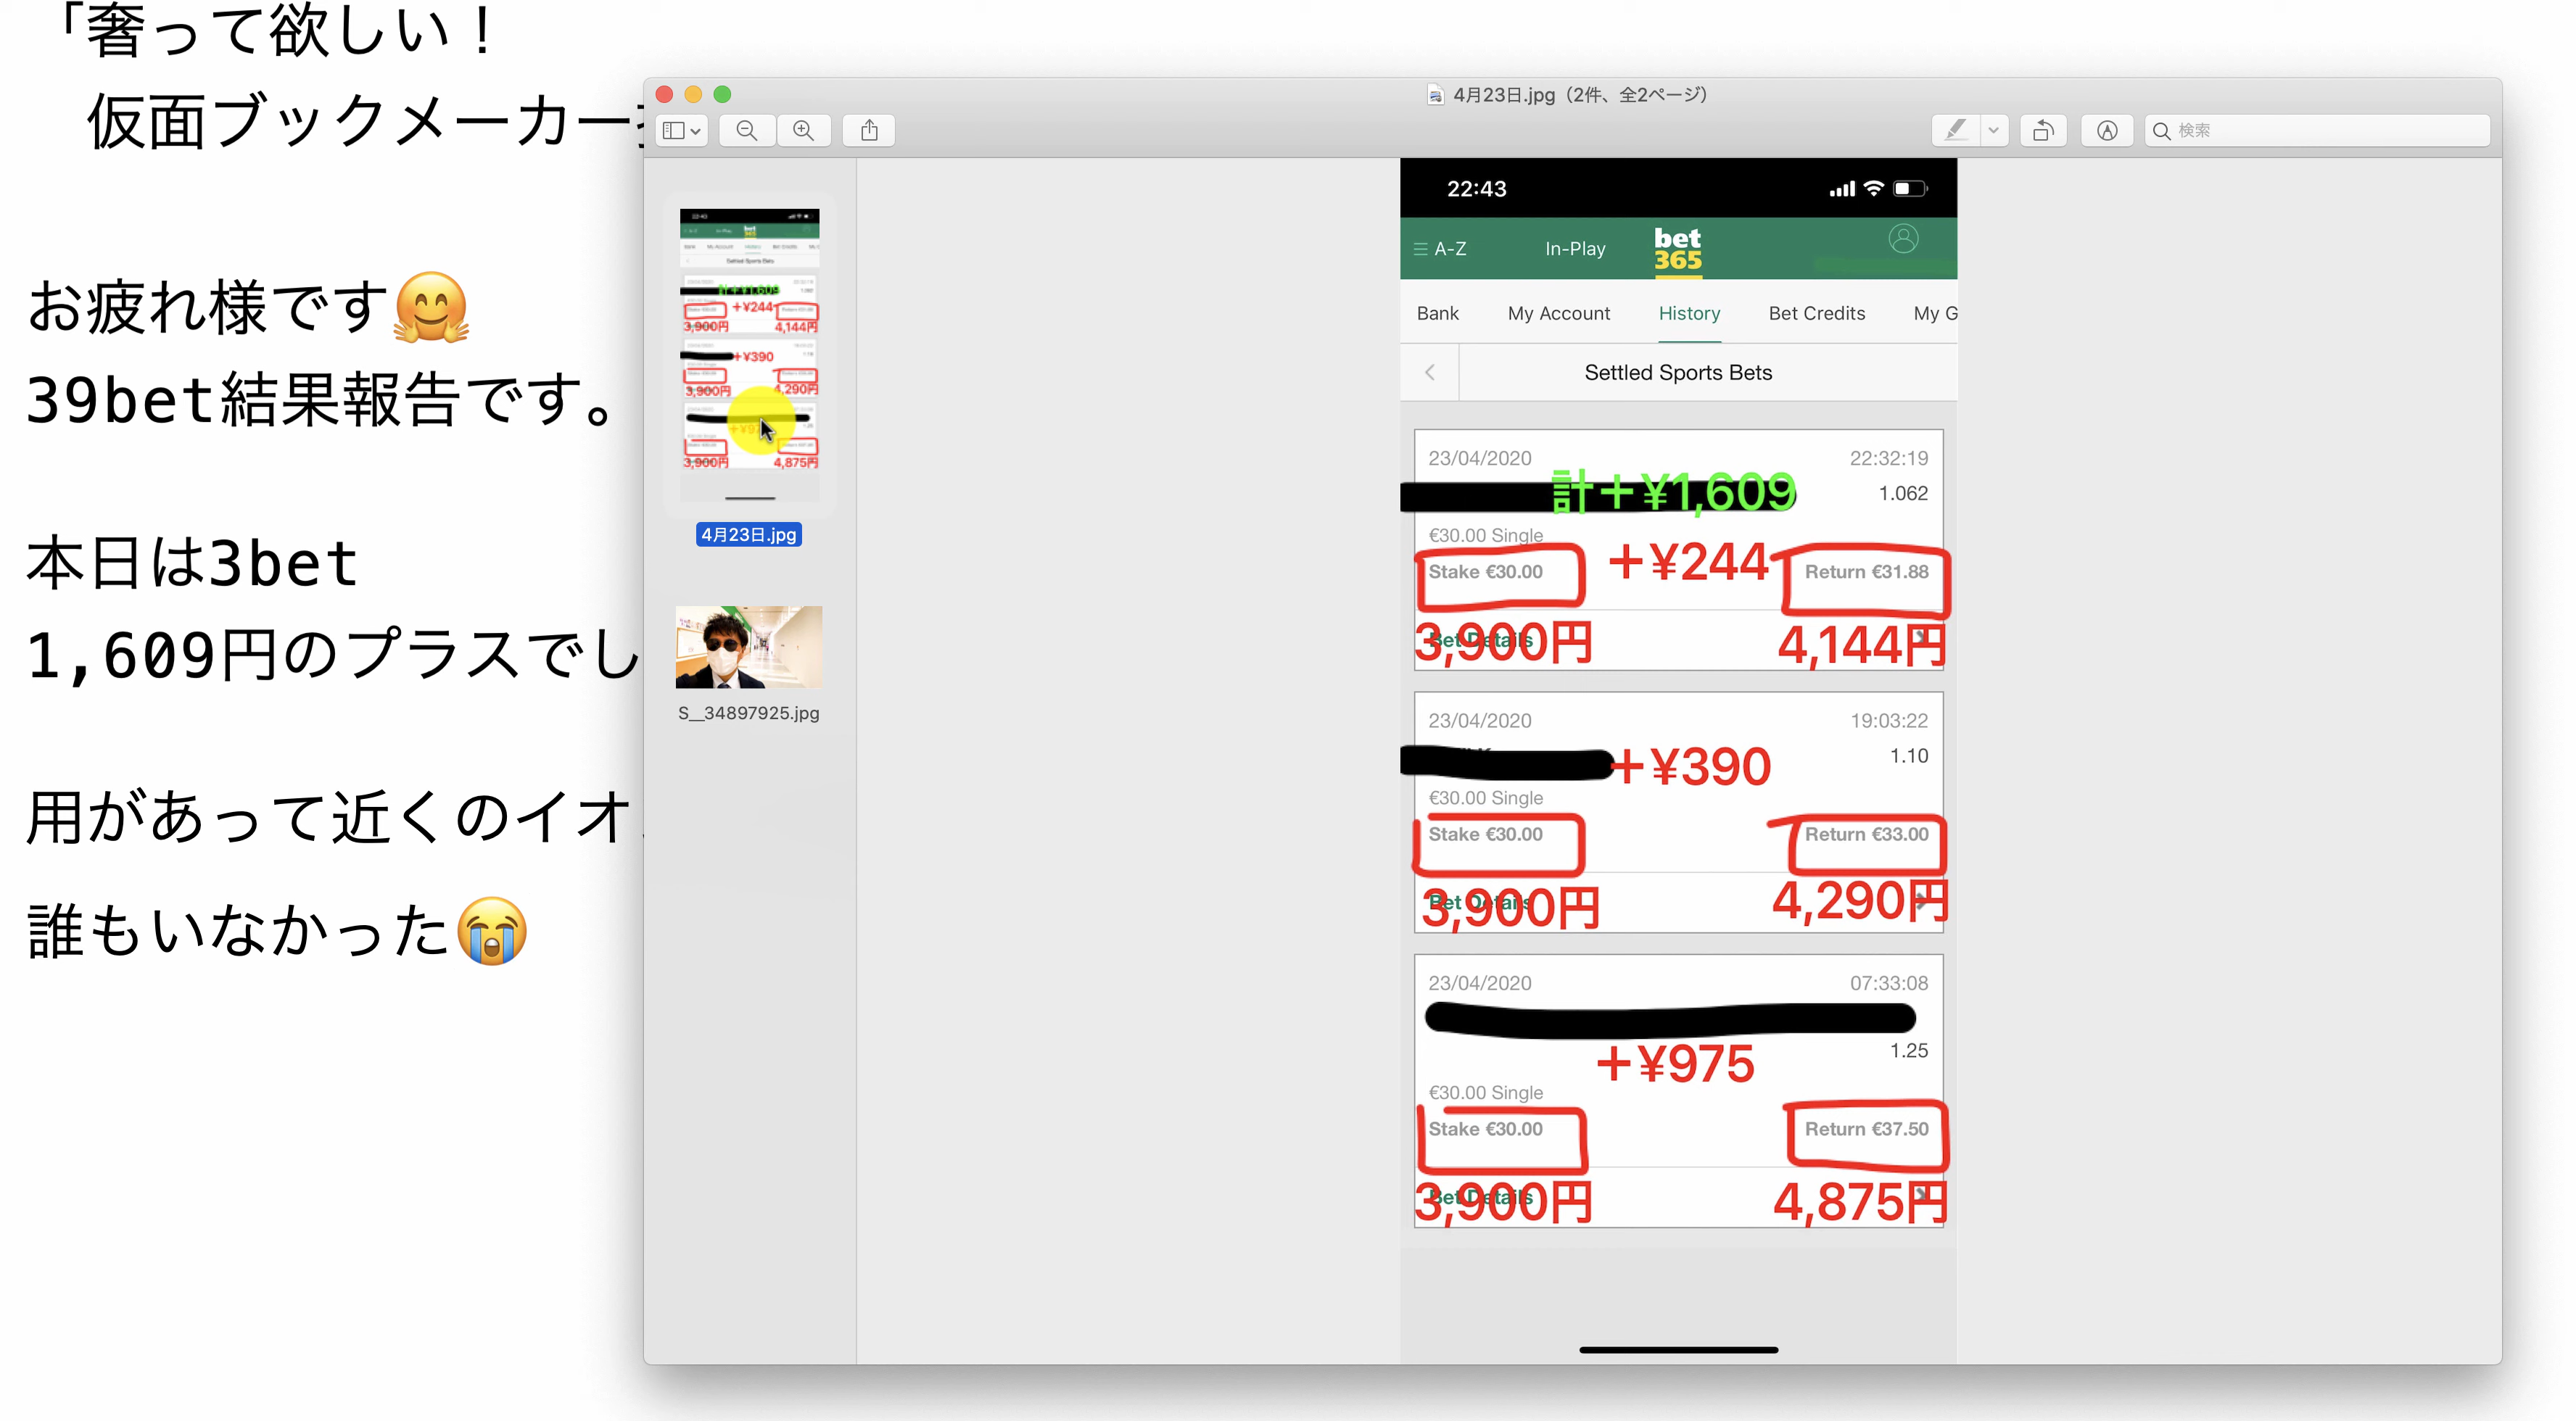 「奢って欲しい！
仮面ブックメーカー
お疲れ様です🤗
39bet結果報告です。
本日は3bet
1,609円のプラスでし
用があって近くのイオ
誰もいなかった😭
4月23日.jpg（2件、全2ページ）
検索
4月23日.jpg
S__34897925.jpg
22:43
A-Z In-Play bet365
Bank My Account History Bet Credits My G
Settled Sports Bets
23/04/2020 22:32:19
計+¥1,609 1.062
€30.00 Single
+¥244
Stake €30.00 Return €31.88
Bet Details
3,900円 4,144円
23/04/2020 19:03:22
+¥390 1.10
€30.00 Single
Stake €30.00 Return €33.00
Bet Details
3,900円 4,290円
23/04/2020 07:33:08
+¥975 1.25
€30.00 Single
Stake €30.00 Return €37.50
Bet Details
3,900円 4,875円